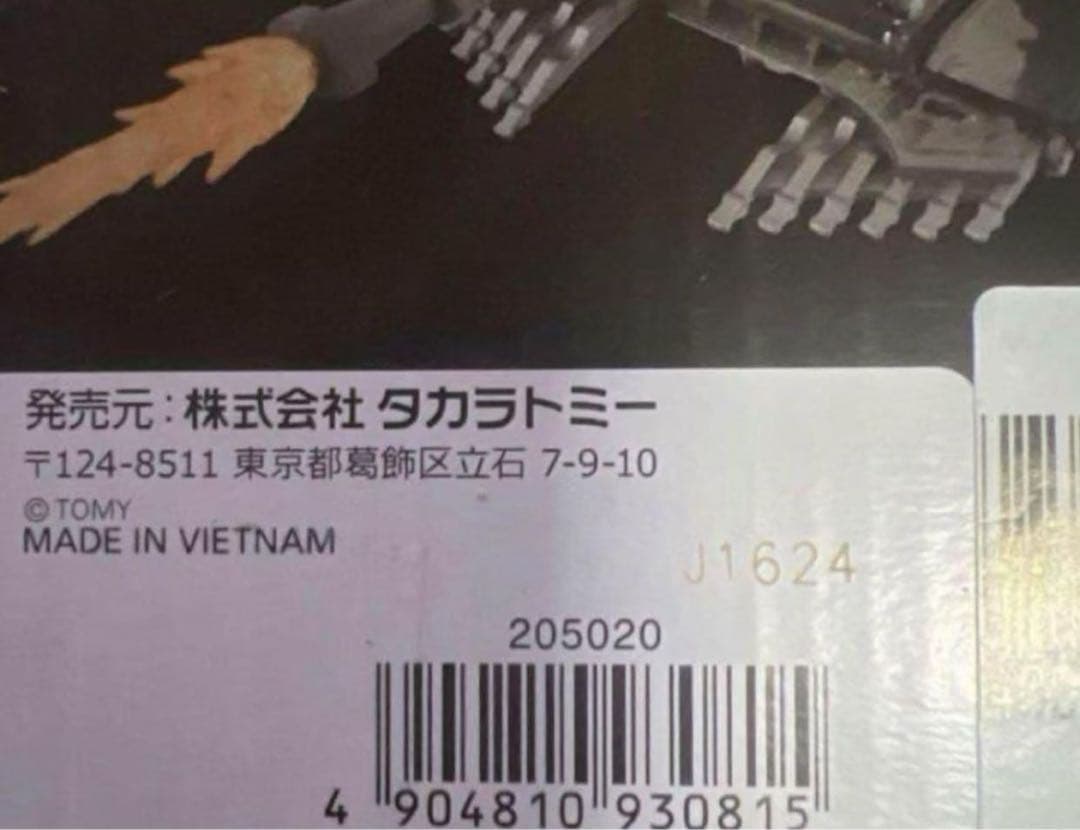 発売元:株式会社 タカラトミー
〒124-8511 東京都葛飾区立石 7-9-10
© TOMY
MADE IN VIETNAM
J1624
205020
4 904810 930815